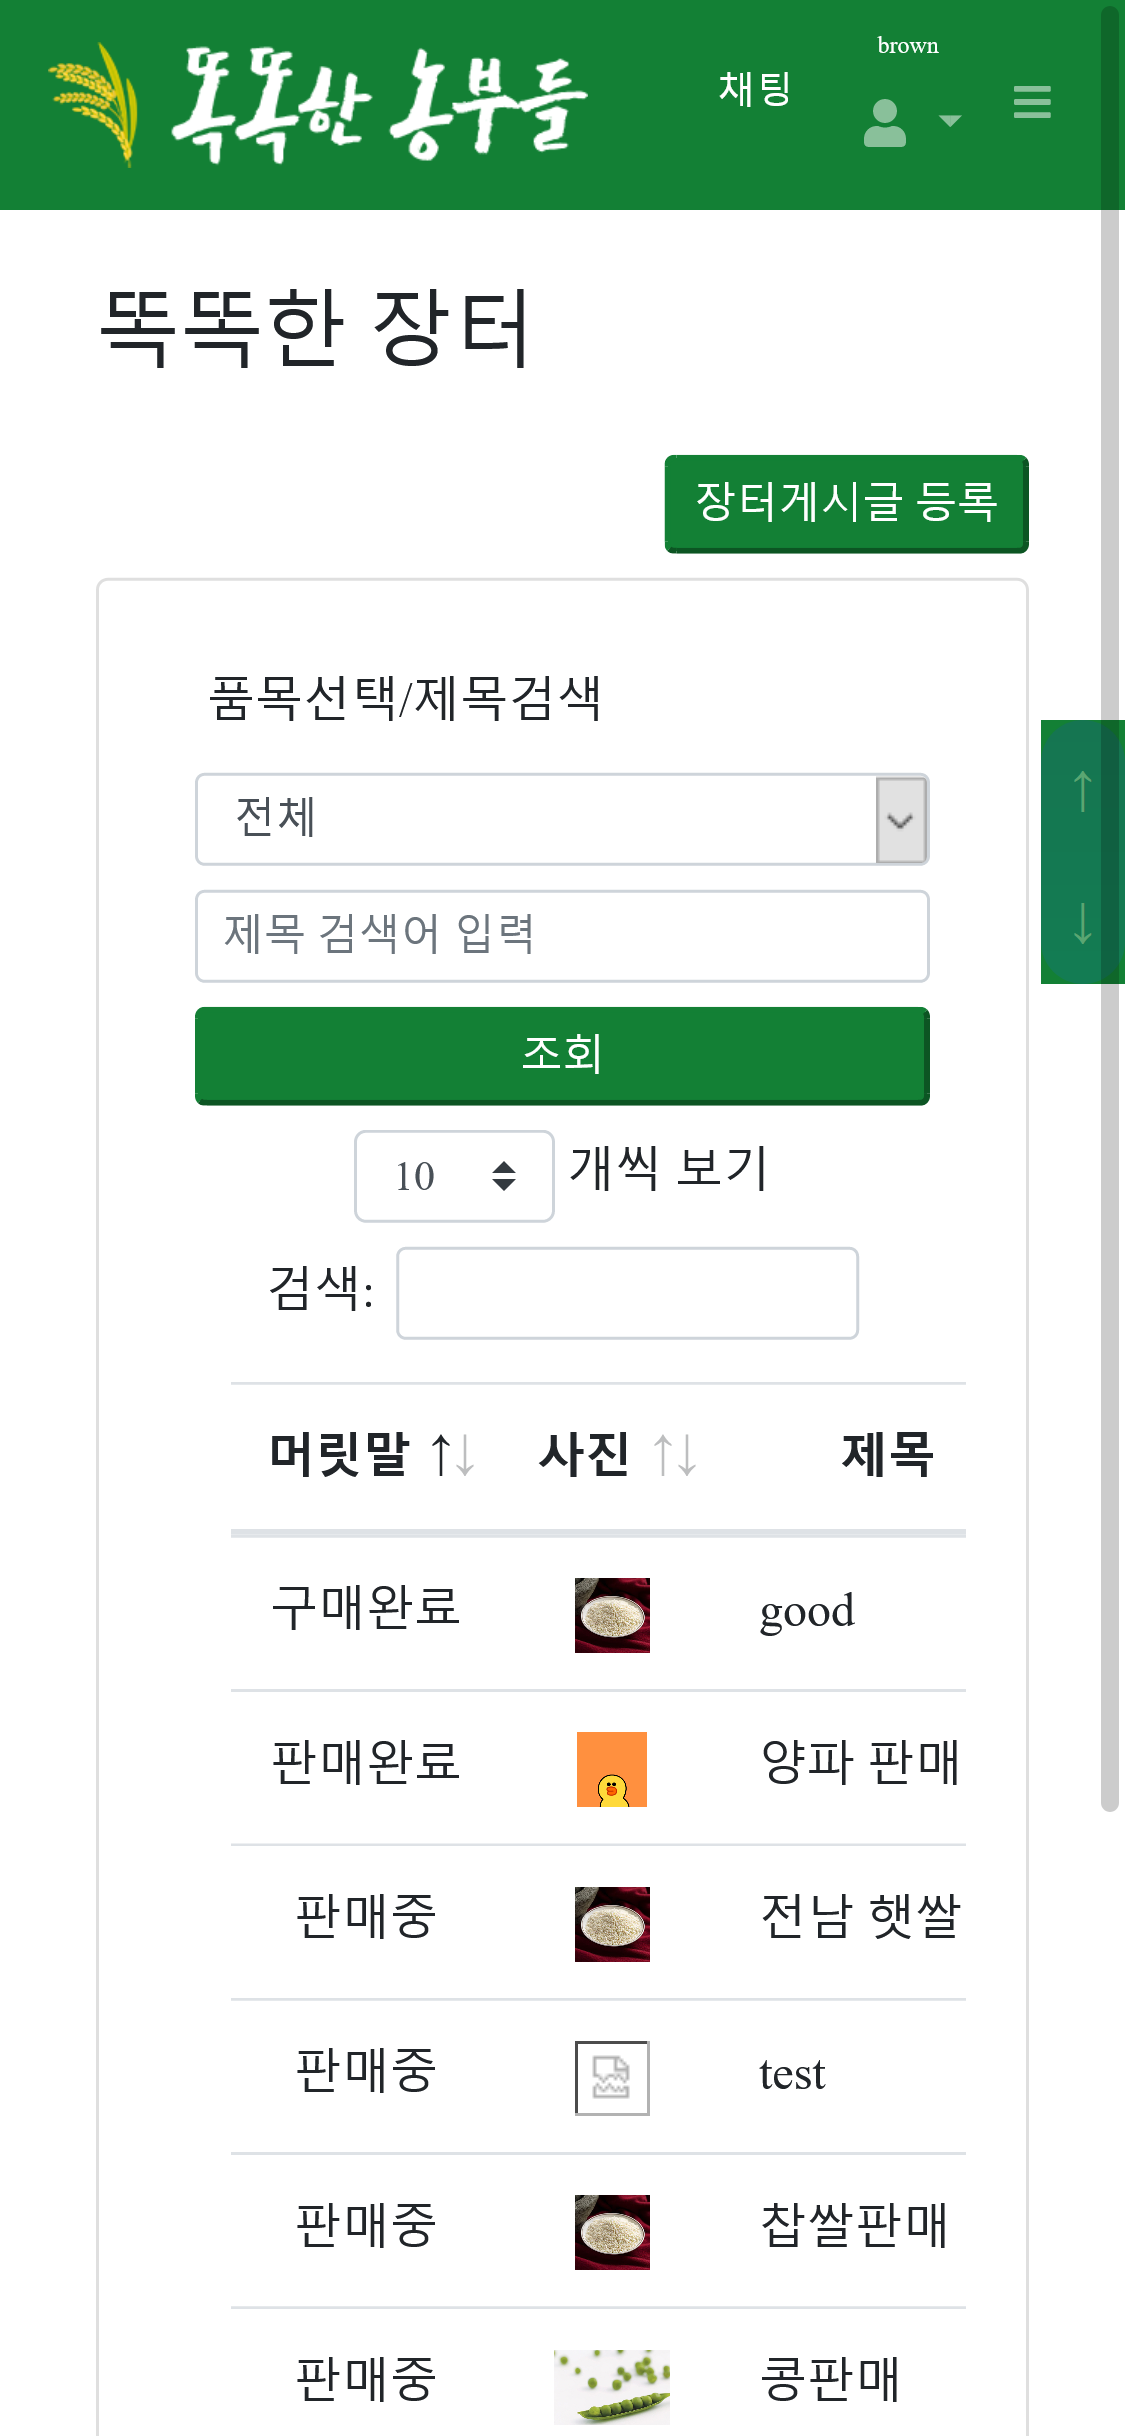 똑똑한 농부들
채팅
brown
똑똑한 장터
장터게시글 등록
품목선택/제목검색
전체
제목 검색어 입력
조회
10 개씩 보기
검색:
머릿말 ↑↓ 사진 ↑↓ 제목
↑
↓
구매완료 good
판매완료 양파 판매
판매중 전남 햇쌀
판매중 test
판매중 찹쌀판매
판매중 콩판매